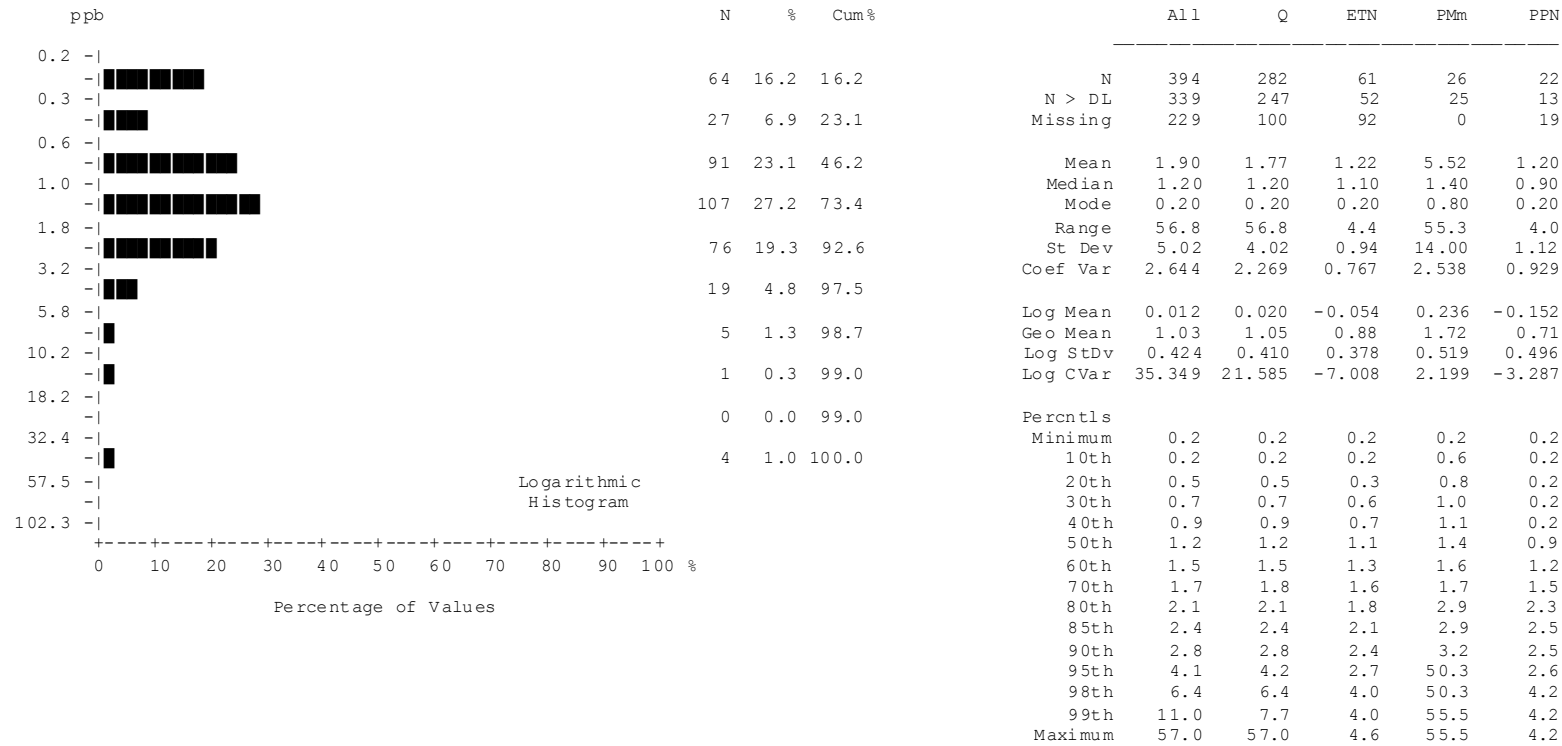 ppb N % Cum% All Q ETN PMm PPN
0.2 -|
-| 64 16.2 16.2 N 394 282 61 26 22
0.3 -| N > DL 339 247 52 25 13
-| 27 6.9 23.1 Missing 229 100 92 0 19
0.6 -|
-| 91 23.1 46.2 Mean 1.90 1.77 1.22 5.52 1.20
1.0 -| Median 1.20 1.20 1.10 1.40 0.90
-| 107 27.2 73.4 Mode 0.20 0.20 0.20 0.80 0.20
1.8 -| Range 56.8 56.8 4.4 55.3 4.0
-| 76 19.3 92.6 St Dev 5.02 4.02 0.94 14.00 1.12
3.2 -| Coef Var 2.644 2.269 0.767 2.538 0.929
-| 19 4.8 97.5
5.8 -| Log Mean 0.012 0.020 -0.054 0.236 -0.152
-| 5 1.3 98.7 Geo Mean 1.03 1.05 0.88 1.72 0.71
10.2 -| Log StDv 0.424 0.410 0.378 0.519 0.496
-| 1 0.3 99.0 Log CVar 35.349 21.585 -7.008 2.199 -3.287
18.2 -|
-| 0 0.0 99.0 Percntls
32.4 -| Minimum 0.2 0.2 0.2 0.2 0.2
-| 4 1.0 100.0 10th 0.2 0.2 0.2 0.6 0.2
57.5 -| Logarithmic 20th 0.5 0.5 0.3 0.8 0.2
-| Histogram 30th 0.7 0.7 0.6 1.0 0.2
102.3 -| 40th 0.9 0.9 0.7 1.1 0.2
+----+----+----+----+----+----+----+----+----+----+ 50th 1.2 1.2 1.1 1.4 0.9
0 10 20 30 40 50 60 70 80 90 100 % 60th 1.5 1.5 1.3 1.6 1.2
70th 1.7 1.8 1.6 1.7 1.5
Percentage of Values 80th 2.1 2.1 1.8 2.9 2.3
85th 2.4 2.4 2.1 2.9 2.5
90th 2.8 2.8 2.4 3.2 2.5
95th 4.1 4.2 2.7 50.3 2.6
98th 6.4 6.4 4.0 50.3 4.2
99th 11.0 7.7 4.0 55.5 4.2
Maximum 57.0 57.0 4.6 55.5 4.2